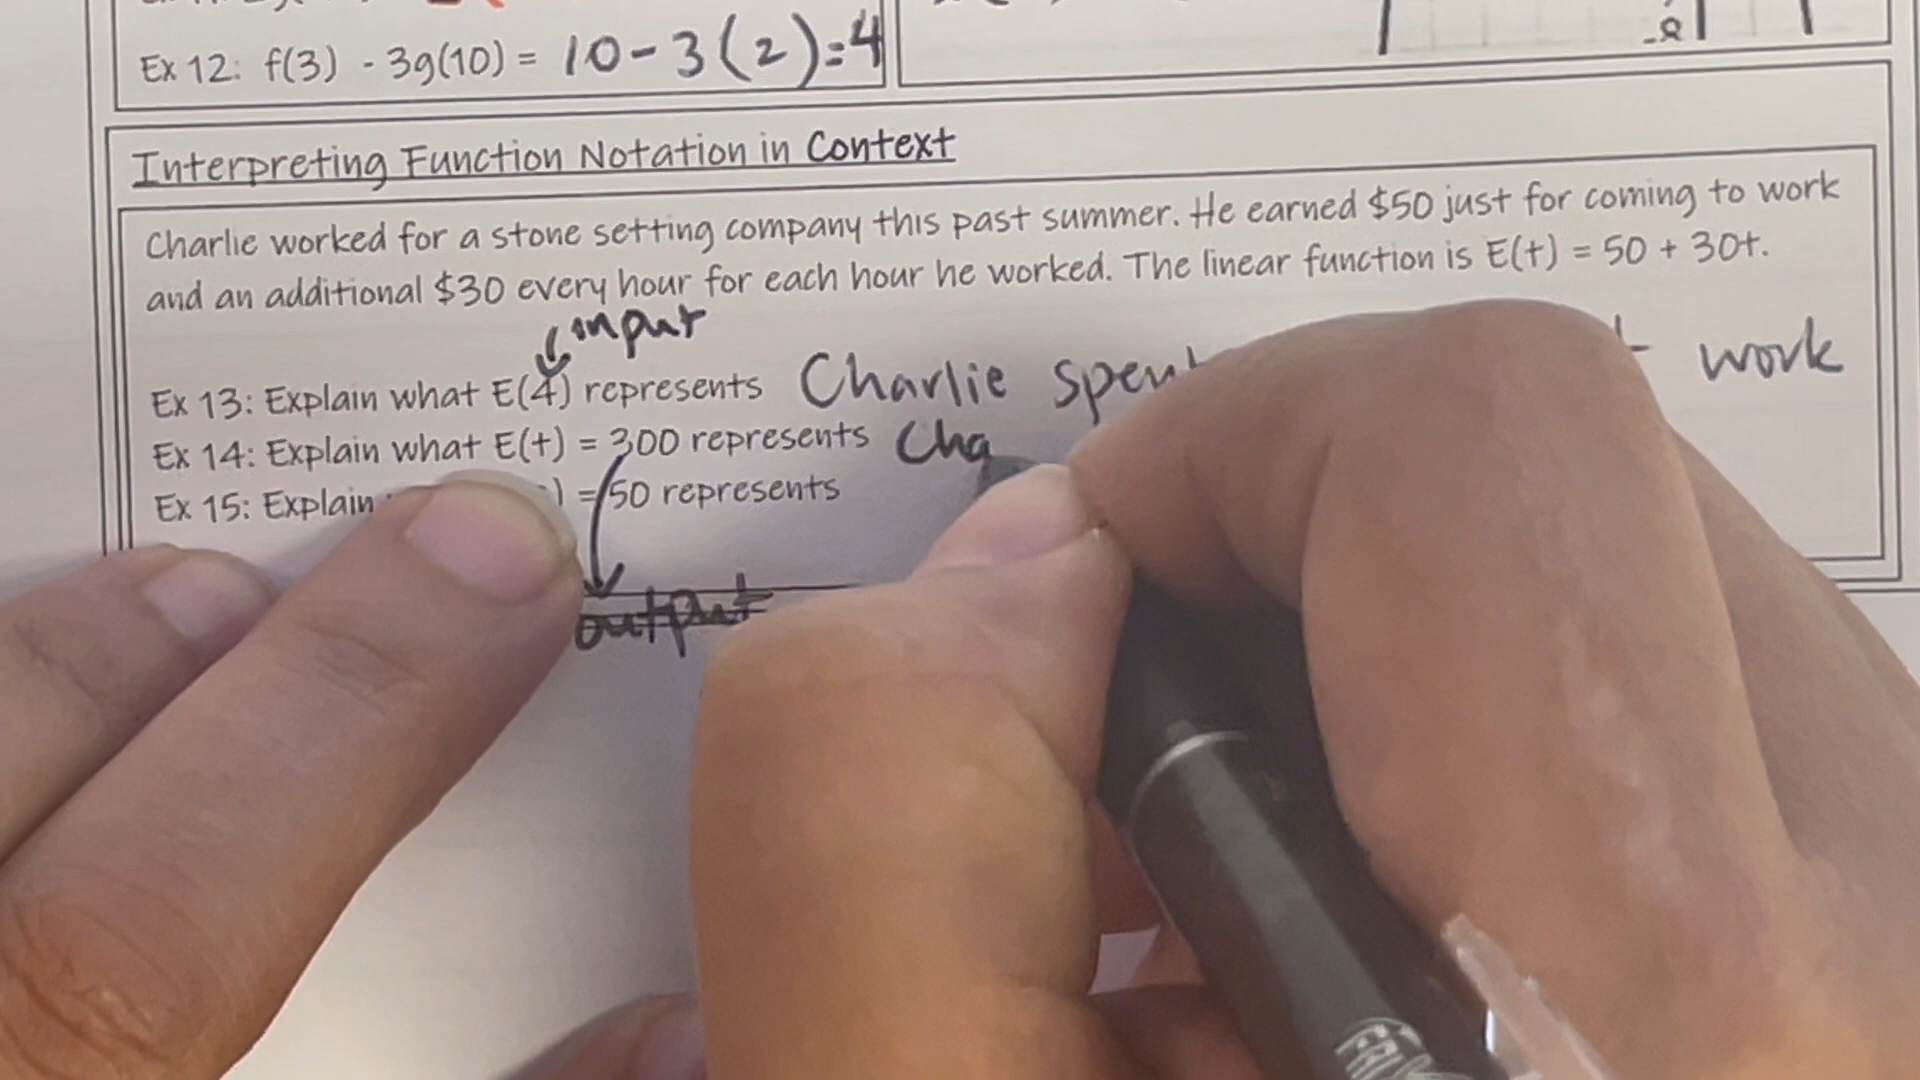 Ex 12: f(3) - 3g(10) = 10-3(2)=4
-8
Interpreting Function Notation in Context
Charlie worked for a stone setting company this past summer. He earned $50 just for coming to work
and an additional $30 every hour for each hour he worked. The linear function is E(t) = 50 + 30t.
input
Ex 13: Explain what E(4) represents Charlie spent work
Ex 14: Explain what E(t) = 300 represents Cha
Ex 15: Explain ) = 50 represents
output